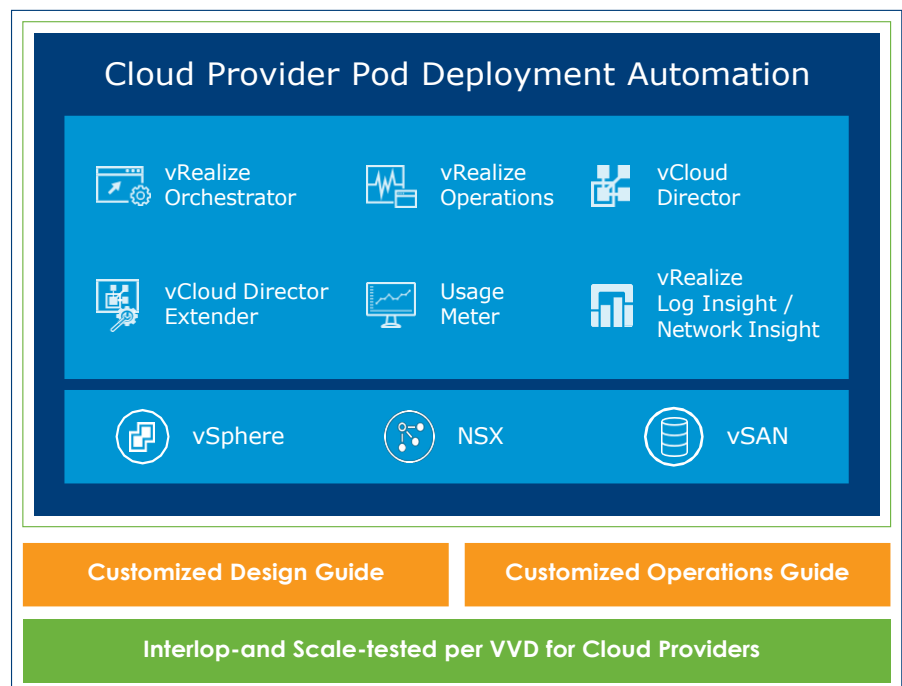 Cloud Provider Pod Deployment Automation
vRealize
Orchestrator
vRealize
Operations
vCloud
Director
vCloud Director
Extender
Usage
Meter
vRealize
Log Insight /
Network Insight
vSphere
NSX
vSAN
Customized Design Guide
Customized Operations Guide
Interlop-and Scale-tested per VVD for Cloud Providers